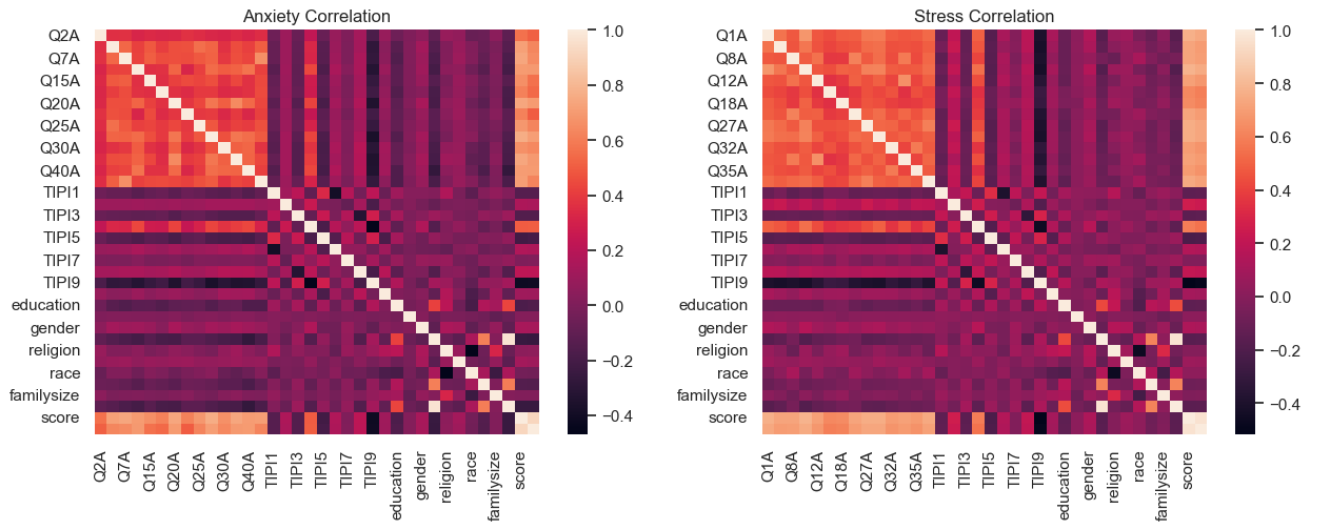 Anxiety Correlation
Q2A
Q7A
Q15A
Q20A
Q25A
Q30A
Q40A
TIPI1
TIPI3
TIPI5
TIPI7
TIPI9
education
gender
religion
race
familysize
score
Q2A
Q7A
Q15A
Q20A
Q25A
Q30A
Q40A
TIPI1
TIPI3
TIPI5
TIPI7
TIPI9
education
gender
religion
race
familysize
score
1.0
0.8
0.6
0.4
0.2
0.0
−0.2
−0.4
Stress Correlation
Q1A
Q8A
Q12A
Q18A
Q27A
Q32A
Q35A
TIPI1
TIPI3
TIPI5
TIPI7
TIPI9
education
gender
religion
race
familysize
score
Q1A
Q8A
Q12A
Q18A
Q27A
Q32A
Q35A
TIPI1
TIPI3
TIPI5
TIPI7
TIPI9
education
gender
religion
race
familysize
score
1.0
0.8
0.6
0.4
0.2
0.0
−0.2
−0.4